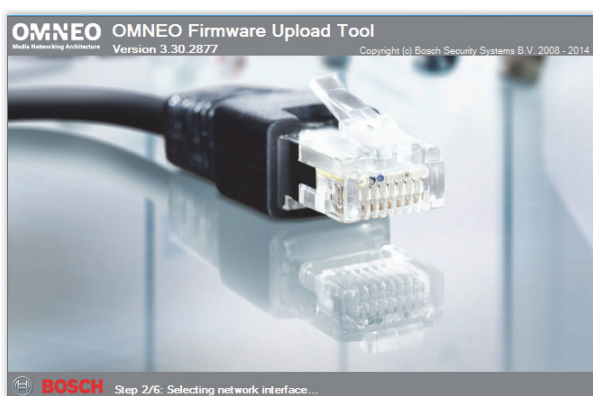 OMNEO OMNEO Firmware Upload Tool
Media Networking Architecture Version 3.30.2877 Copyright (c) Bosch Security Systems B.V. 2008 - 2014
BOSCH Step 2/6: Selecting network interface...